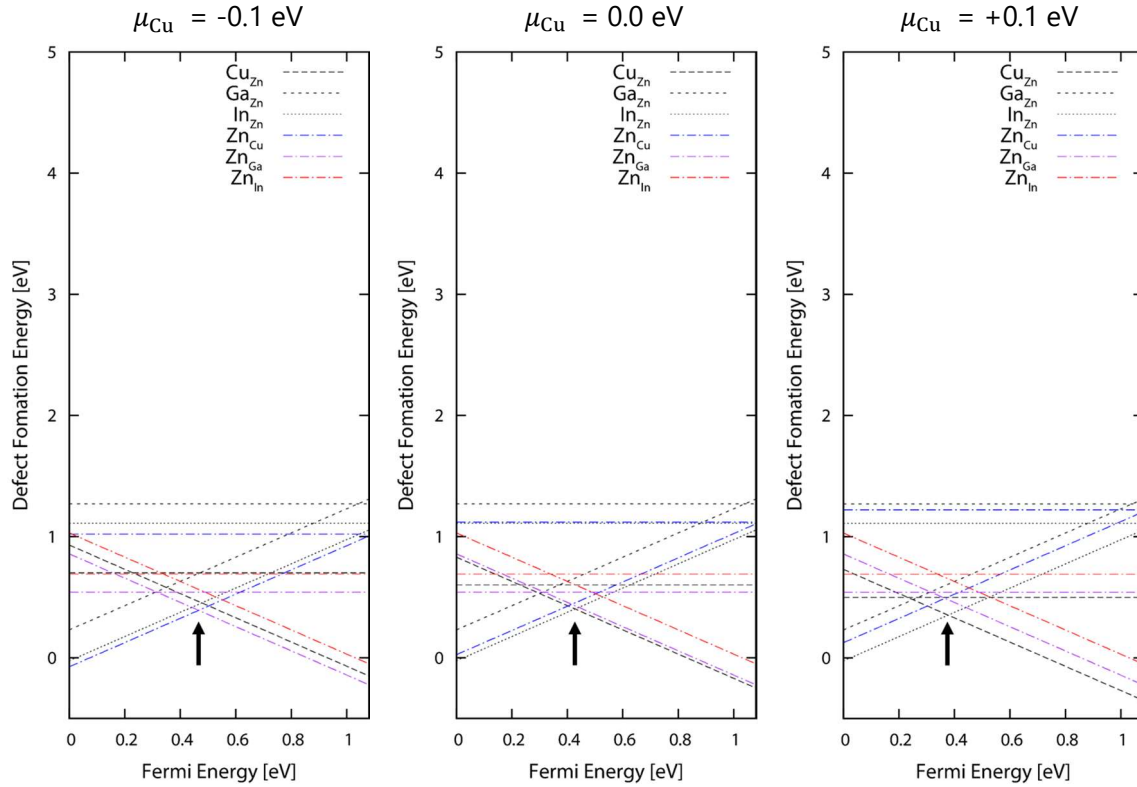 μCu = -0.1 eV
5
4
3
2
1
0
Defect Fomation Energy [eV]
CuZn
GaZn
InZn
ZnCu
ZnGa
ZnIn
0 0.2 0.4 0.6 0.8 1
Fermi Energy [eV]
μCu = 0.0 eV
5
4
3
2
1
0
Defect Fomation Energy [eV]
CuZn
GaZn
InZn
ZnCu
ZnGa
ZnIn
0 0.2 0.4 0.6 0.8 1
Fermi Energy [eV]
μCu = +0.1 eV
5
4
3
2
1
0
Defect Fomation Energy [eV]
CuZn
GaZn
InZn
ZnCu
ZnGa
ZnIn
0 0.2 0.4 0.6 0.8 1
Fermi Energy [eV]